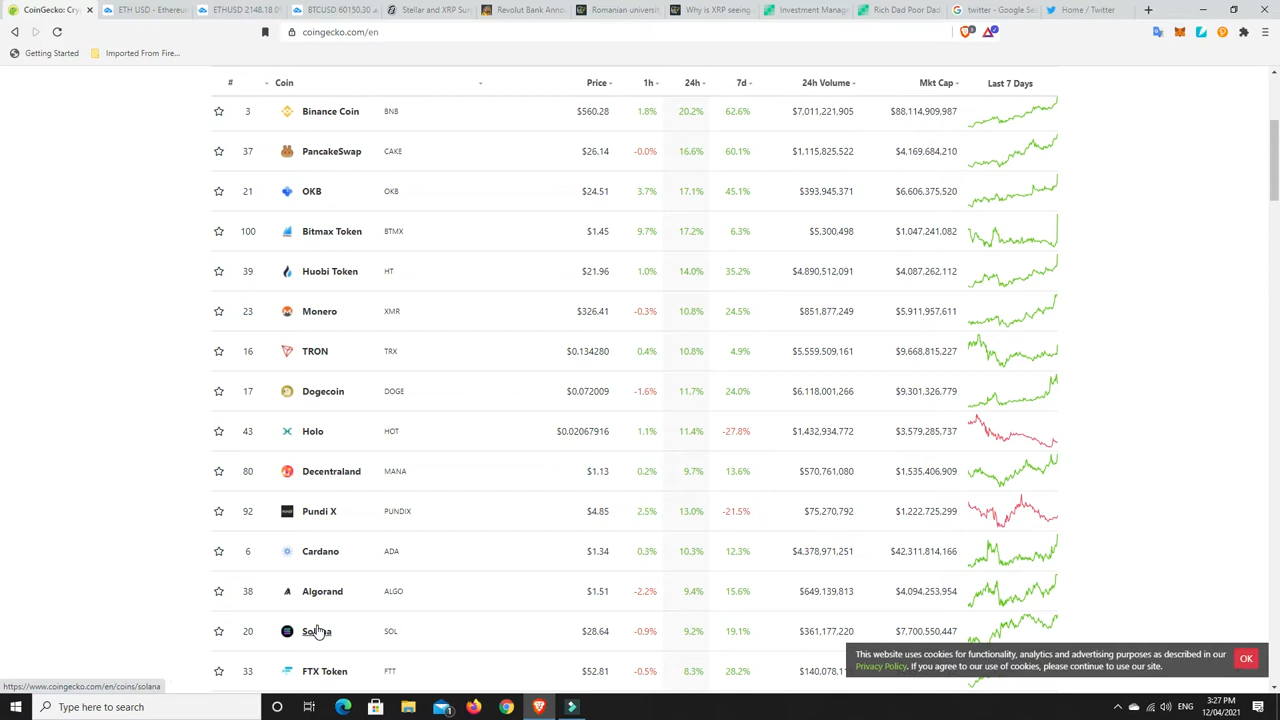 CoinGecko: Cry
ETH USD – Ethereu
ETHUSD 2148.18 0
BTCUSD 60150.30
Stellar and XRP Sur
Revolut Bank Anno
Romanian universi
Why is XRP seeing
Investment Manage
Rich Dad Poor Dad
twitter - Google Se
Home / Twitter
coingecko.com/en
Getting Started Imported From Fire...
# Coin Price 1h 24h 7d 24h Volume Mkt Cap Last 7 Days
3 Binance Coin BNB $560.28 1.8% 20.2% 62.6% $7,011,221,905 $88,114,909,987
37 PancakeSwap CAKE $26.14 -0.0% 16.6% 60.1% $1,115,825,522 $4,169,684,210
21 OKB OKB $24.51 3.7% 17.1% 45.1% $393,945,371 $6,606,375,520
100 Bitmax Token BTMX $1.45 9.7% 17.2% 6.3% $5,300,498 $1,047,241,082
39 Huobi Token HT $21.96 1.0% 14.0% 35.2% $4,890,512,091 $4,087,262,112
23 Monero XMR $326.41 -0.3% 10.8% 24.5% $851,877,249 $5,911,957,611
16 TRON TRX $0.134280 0.4% 10.8% 4.9% $5,559,509,161 $9,668,815,227
17 Dogecoin DOGE $0.072009 -1.6% 11.7% 24.0% $6,118,001,266 $9,301,326,779
43 Holo HOT $0.02067916 1.1% 11.4% -27.8% $1,432,934,772 $3,579,285,737
80 Decentraland MANA $1.13 0.2% 9.7% 13.6% $570,761,080 $1,535,406,909
92 Pundi X PUNDIX $4.85 2.5% 13.0% -21.5% $75,270,792 $1,222,725,299
6 Cardano ADA $1.34 0.3% 10.3% 12.3% $4,378,971,251 $42,311,814,166
38 Algorand ALGO $1.51 -2.2% 9.4% 15.6% $649,139,813 $4,094,253,954
20 Solana SOL $28.64 -0.9% 9.2% 19.1% $361,177,220 $7,700,550,447
33 FTX Token FTT $52.81 -0.5% 8.3% 28.2% $140,078,1
This website uses cookies for functionality, analytics and advertising purposes as described in our
Privacy Policy. If you agree to our use of cookies, please continue to use our site.
OK
https://www.coingecko.com/en/coins/solana
Type here to search
ENG
3:27 PM
12/04/2021